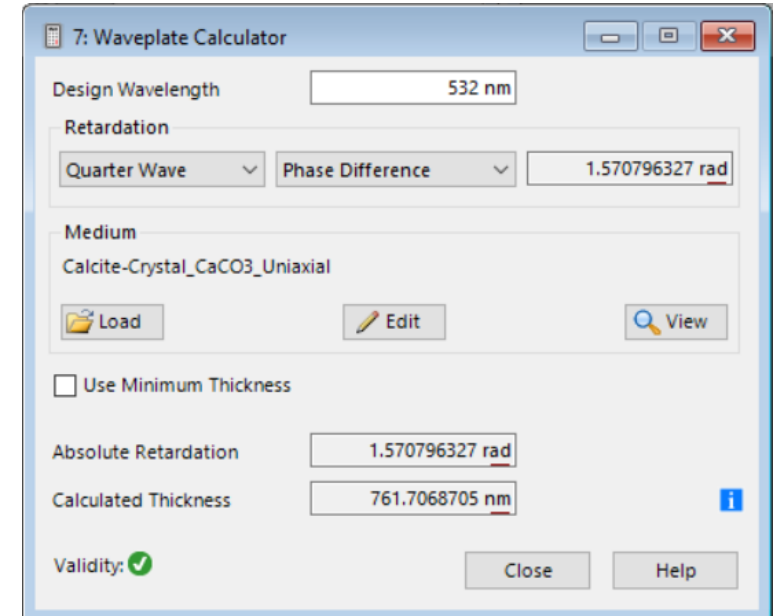 7: Waveplate Calculator
Design Wavelength 532 nm
Retardation
Quarter Wave Phase Difference 1.570796327 rad
Medium
Calcite-Crystal_CaCO3_Uniaxial
Load Edit View
Use Minimum Thickness
Absolute Retardation 1.570796327 rad
Calculated Thickness 761.7068705 nm
Validity:
Close Help